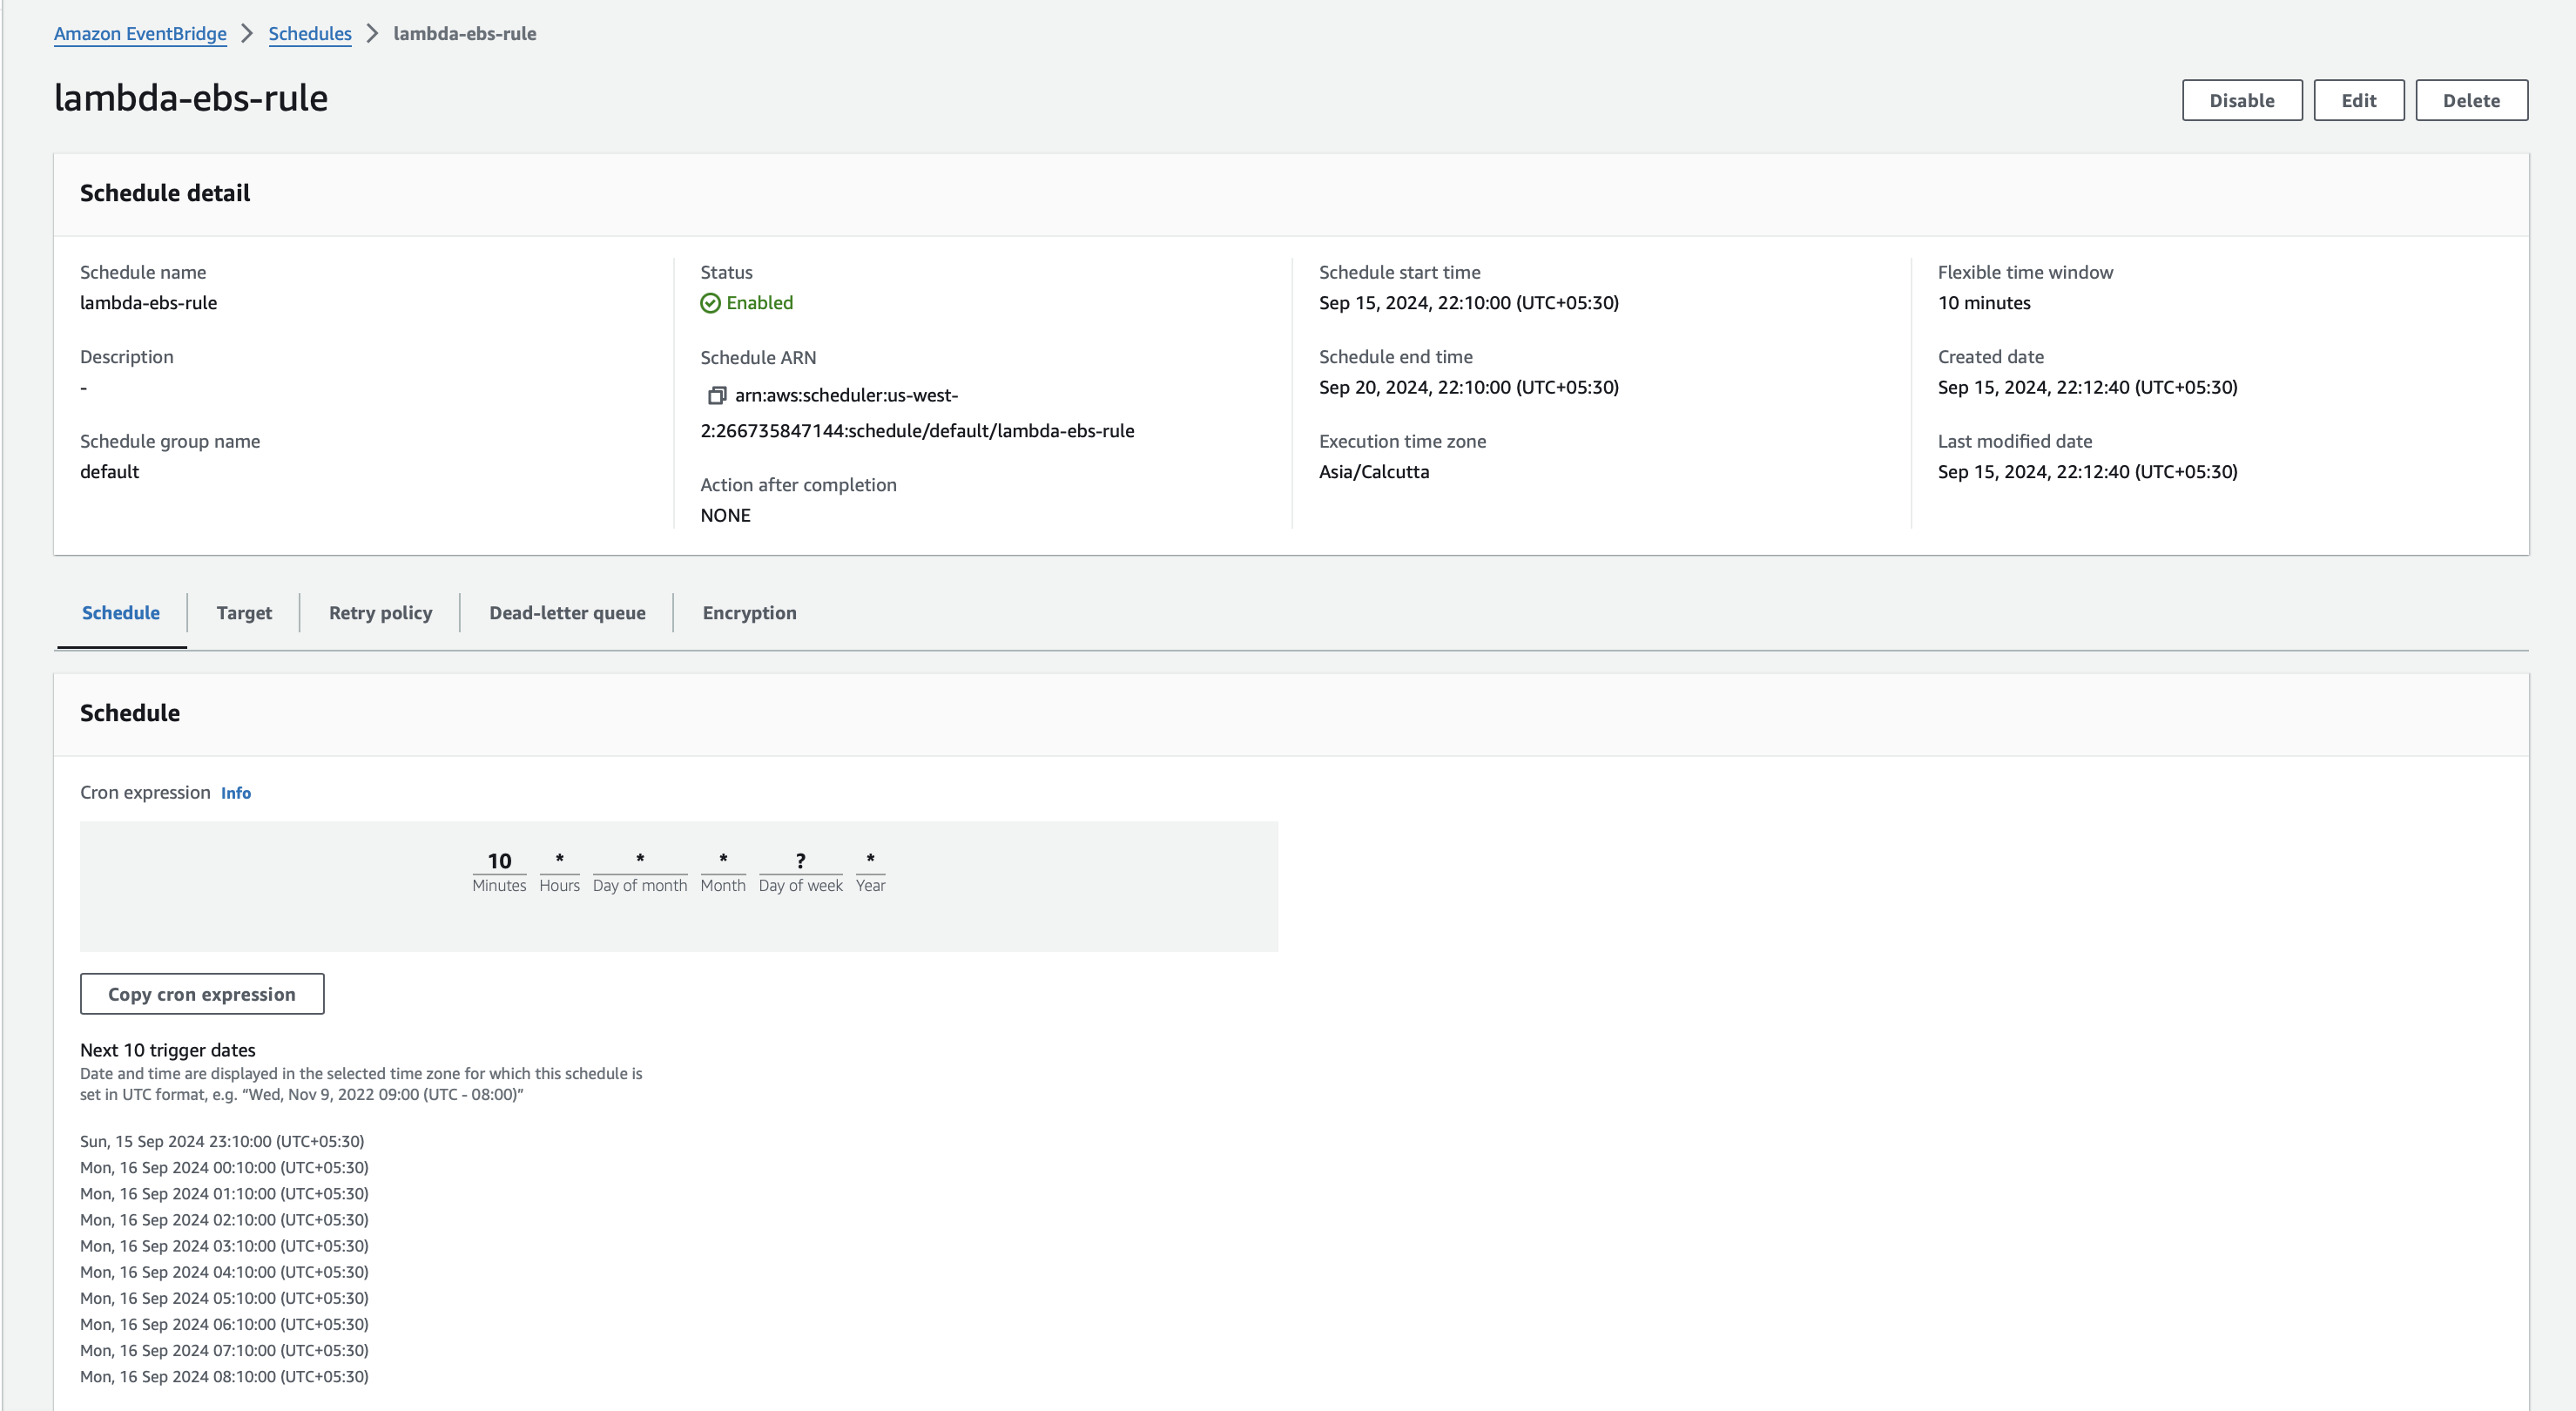 Amazon EventBridge > Schedules > lambda-ebs-rule
lambda-ebs-rule
Disable
Edit
Delete
Schedule detail
Schedule name
lambda-ebs-rule
Description
-
Schedule group name
default
Status
Enabled
Schedule ARN
arn:aws:scheduler:us-west-
2:266735847144:schedule/default/lambda-ebs-rule
Action after completion
NONE
Schedule start time
Sep 15, 2024, 22:10:00 (UTC+05:30)
Schedule end time
Sep 20, 2024, 22:10:00 (UTC+05:30)
Execution time zone
Asia/Calcutta
Flexible time window
10 minutes
Created date
Sep 15, 2024, 22:12:40 (UTC+05:30)
Last modified date
Sep 15, 2024, 22:12:40 (UTC+05:30)
Schedule
Target
Retry policy
Dead-letter queue
Encryption
Schedule
Cron expression Info
10 * * * ? *
Minutes Hours Day of month Month Day of week Year
Copy cron expression
Next 10 trigger dates
Date and time are displayed in the selected time zone for which this schedule is
set in UTC format, e.g. “Wed, Nov 9, 2022 09:00 (UTC - 08:00)”
Sun, 15 Sep 2024 23:10:00 (UTC+05:30)
Mon, 16 Sep 2024 00:10:00 (UTC+05:30)
Mon, 16 Sep 2024 01:10:00 (UTC+05:30)
Mon, 16 Sep 2024 02:10:00 (UTC+05:30)
Mon, 16 Sep 2024 03:10:00 (UTC+05:30)
Mon, 16 Sep 2024 04:10:00 (UTC+05:30)
Mon, 16 Sep 2024 05:10:00 (UTC+05:30)
Mon, 16 Sep 2024 06:10:00 (UTC+05:30)
Mon, 16 Sep 2024 07:10:00 (UTC+05:30)
Mon, 16 Sep 2024 08:10:00 (UTC+05:30)